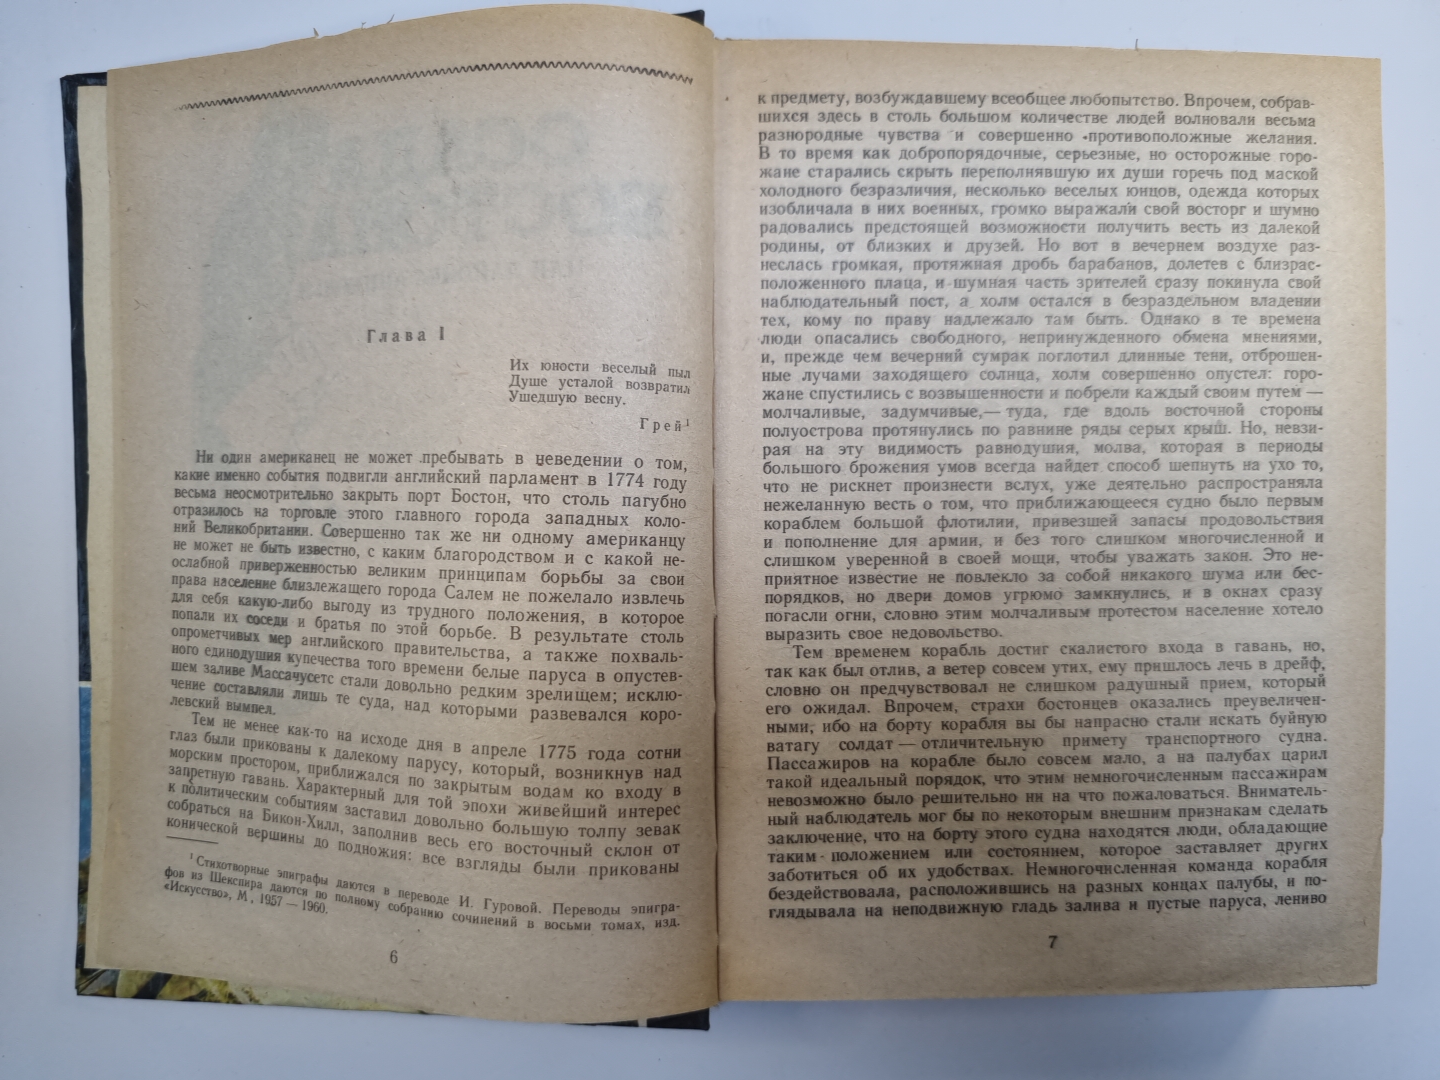 Глава I
Их юности веселый пыл
Душе усталой возвратил
Ушедшую весну.
Грей¹
Ни один американец не может пребывать в неведении о том,
какие именно события подвигли английский парламент в 1774 году
весьма неосмотрительно закрыть порт Бостон, что столь пагубно
отразилось на торговле этого главного города западных коло-
ний Великобритании. Совершенно так же ни одному американцу
не может не быть известно, с каким благородством и с какой не-
ослабной приверженностью великим принципам борьбы за свои
права население близлежащего города Салем не пожелало извлечь
для себя какую-либо выгоду из трудного положения, в которое
попали их соседи и братья по этой борьбе. В результате столь
опрометчивых мер английского правительства, а также похваль-
ного единодушия купечества того времени белые паруса в опустев-
шем заливе Массачусетс стали довольно редким зрелищем; исклю-
чение составляли лишь те суда, над которыми развевался коро-
левский вымпел.
Тем не менее как-то на исходе дня в апреле 1775 года сотни
глаз были прикованы к далекому парусу, который, возникнув над
морским простором, приближался по закрытым водам ко входу в
запретную гавань. Характерный для той эпохи живейший интерес
к политическим событиям заставил довольно большую толпу зевак
собраться на Бикон-Хилл, заполнив весь его восточный склон от
конической вершины до подножия: все взгляды были прикованы
¹ Стихотворные эпиграфы даются в переводе И. Гуровой. Переводы эпигра-
фов из Шекспира даются по полному собранию сочинений в восьми томах, изд.
«Искусство», М, 1957 — 1960.
6
к предмету, возбуждавшему всеобщее любопытство. Впрочем, собрав-
шихся здесь в столь большом количестве людей волновали весьма
разнородные чувства и совершенно противоположные желания.
В то время как добропорядочные, серьезные, но осторожные горо-
жане старались скрыть переполнявшую их души горечь под маской
холодного безразличия, несколько веселых юнцов, одежда которых
изобличала в них военных, громко выражали свой восторг и шумно
радовались предстоящей возможности получить весть из далекой
родины, от близких и друзей. Но вот в вечернем воздухе раз-
неслась громкая, протяжная дробь барабанов, долетев с близрас-
положенного плаца, и шумная часть зрителей сразу покинула свой
наблюдательный пост, а холм остался в безраздельном владении
тех, кому по праву надлежало там быть. Однако в те времена
люди опасались свободного, непринужденного обмена мнениями,
и, прежде чем вечерний сумрак поглотил длинные тени, отброшен-
ные лучами заходящего солнца, холм совершенно опустел: горо-
жане спустились с возвышенности и побрели каждый своим путем —
молчаливые, задумчивые,— туда, где вдоль восточной стороны
полуострова протянулись по равнине ряды серых крыш. Но, невзи-
рая на эту видимость равнодушия, молва, которая в периоды
большого брожения умов всегда найдет способ шепнуть на ухо то,
что не рискнет произнести вслух, уже деятельно распространяла
нежеланную весть о том, что приближающееся судно было первым
кораблем большой флотилии, привезшей запасы продовольствия
и пополнение для армии, и без того слишком многочисленной и
слишком уверенной в своей мощи, чтобы уважать закон. Это не-
приятное известие не повлекло за собой никакого шума или бес-
порядков, но двери домов угрюмо замкнулись, и в окнах сразу
погасли огни, словно этим молчаливым протестом население хотело
выразить свое недовольство.
Тем временем корабль достиг скалистого входа в гавань, но,
так как был отлив, а ветер совсем утих, ему пришлось лечь в дрейф,
словно он предчувствовал не слишком радушный прием, который
его ожидал. Впрочем, страхи бостонцев оказались преувеличен-
ными; ибо на борту корабля вы бы напрасно стали искать буйную
ватагу солдат — отличительную примету транспортного судна.
Пассажиров на корабле было совсем мало, а на палубах царил
такой идеальный порядок, что этим немногочисленным пассажирам
невозможно было решительно ни на что пожаловаться. Вниматель-
ный наблюдатель мог бы по некоторым внешним признакам сделать
заключение, что на борту этого судна находятся люди, обладающие
таким положением или состоянием, которое заставляет других
заботиться об их удобствах. Немногочисленная команда корабля
бездействовала, расположившись на разных концах палубы, и по-
глядывала на неподвижную гладь залива и пустые паруса, лениво
7